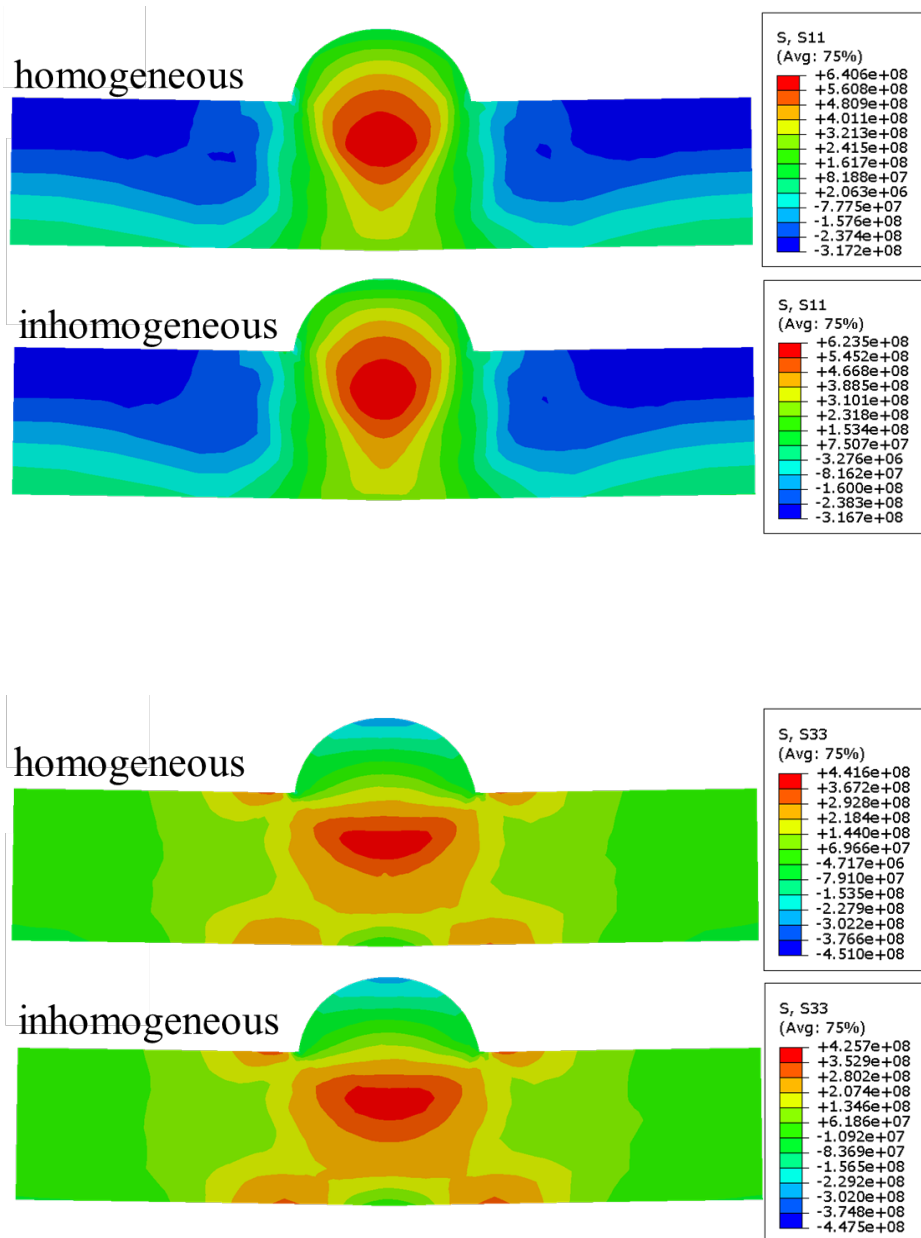 homogeneous
S, S11
(Avg: 75%)
+6.406e+08
+5.608e+08
+4.809e+08
+4.011e+08
+3.213e+08
+2.415e+08
+1.617e+08
+8.188e+07
+2.063e+06
-7.775e+07
-1.576e+08
-2.374e+08
-3.172e+08
inhomogeneous
S, S11
(Avg: 75%)
+6.235e+08
+5.452e+08
+4.668e+08
+3.885e+08
+3.101e+08
+2.318e+08
+1.534e+08
+7.507e+07
-3.276e+06
-8.162e+07
-1.600e+08
-2.383e+08
-3.167e+08
homogeneous
S, S33
(Avg: 75%)
+4.416e+08
+3.672e+08
+2.928e+08
+2.184e+08
+1.440e+08
+6.966e+07
-4.717e+06
-7.910e+07
-1.535e+08
-2.279e+08
-3.022e+08
-3.766e+08
-4.510e+08
inhomogeneous
S, S33
(Avg: 75%)
+4.257e+08
+3.529e+08
+2.802e+08
+2.074e+08
+1.346e+08
+6.186e+07
-1.092e+07
-8.369e+07
-1.565e+08
-2.292e+08
-3.020e+08
-3.748e+08
-4.475e+08